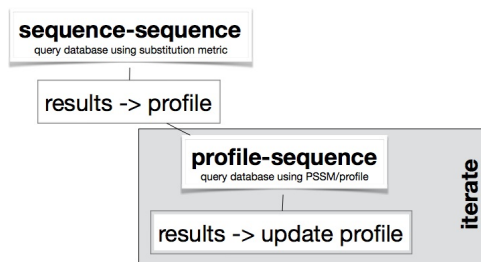 sequence-sequence
query database using substitution metric
results -> profile
profile-sequence
query database using PSSM/profile
results -> update profile
iterate